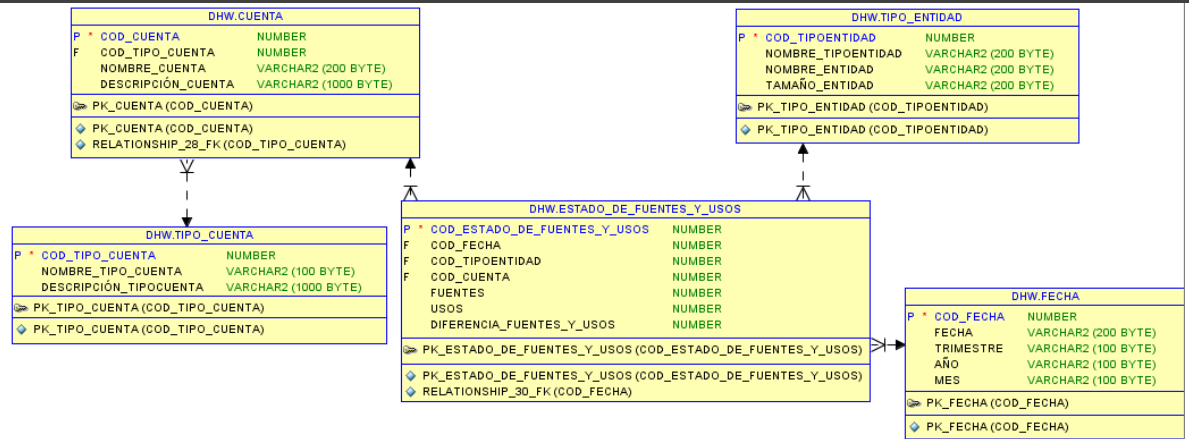 DHW.CUENTA
P * COD_CUENTA NUMBER
F COD_TIPO_CUENTA NUMBER
NOMBRE_CUENTA VARCHAR2 (200 BYTE)
DESCRIPCIÓN_CUENTA VARCHAR2 (1000 BYTE)
PK_CUENTA (COD_CUENTA)
PK_CUENTA (COD_CUENTA)
RELATIONSHIP_28_FK (COD_TIPO_CUENTA)
DHW.TIPO_ENTIDAD
P * COD_TIPOENTIDAD NUMBER
NOMBRE_TIPOENTIDAD VARCHAR2 (200 BYTE)
NOMBRE_ENTIDAD VARCHAR2 (200 BYTE)
TAMAÑO_ENTIDAD VARCHAR2 (200 BYTE)
PK_TIPO_ENTIDAD (COD_TIPOENTIDAD)
PK_TIPO_ENTIDAD (COD_TIPOENTIDAD)
DHW.TIPO_CUENTA
P * COD_TIPO_CUENTA NUMBER
NOMBRE_TIPO_CUENTA VARCHAR2 (100 BYTE)
DESCRIPCIÓN_TIPOCUENTA VARCHAR2 (1000 BYTE)
PK_TIPO_CUENTA (COD_TIPO_CUENTA)
PK_TIPO_CUENTA (COD_TIPO_CUENTA)
DHW.ESTADO_DE_FUENTES_Y_USOS
P * COD_ESTADO_DE_FUENTES_Y_USOS NUMBER
F COD_FECHA NUMBER
F COD_TIPOENTIDAD NUMBER
F COD_CUENTA NUMBER
FUENTES NUMBER
USOS NUMBER
DIFERENCIA_FUENTES_Y_USOS NUMBER
PK_ESTADO_DE_FUENTES_Y_USOS (COD_ESTADO_DE_FUENTES_Y_USOS)
PK_ESTADO_DE_FUENTES_Y_USOS (COD_ESTADO_DE_FUENTES_Y_USOS)
RELATIONSHIP_30_FK (COD_FECHA)
DHW.FECHA
P * COD_FECHA NUMBER
FECHA VARCHAR2 (200 BYTE)
TRIMESTRE VARCHAR2 (100 BYTE)
AÑO VARCHAR2 (100 BYTE)
MES VARCHAR2 (100 BYTE)
PK_FECHA (COD_FECHA)
PK_FECHA (COD_FECHA)